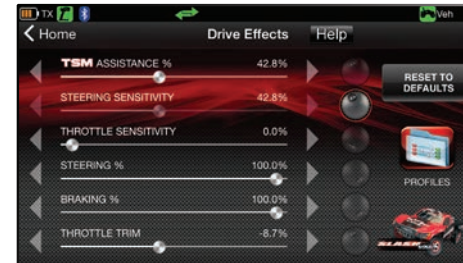 TX Veh
Home Drive Effects Help
TSM ASSISTANCE % 42.8%
RESET TO
DEFAULTS
STEERING SENSITIVITY 42.8%
THROTTLE SENSITIVITY 0.0%
STEERING % 100.0%
PROFILES
BRAKING % 100.0%
THROTTLE TRIM -8.7%
SLASH